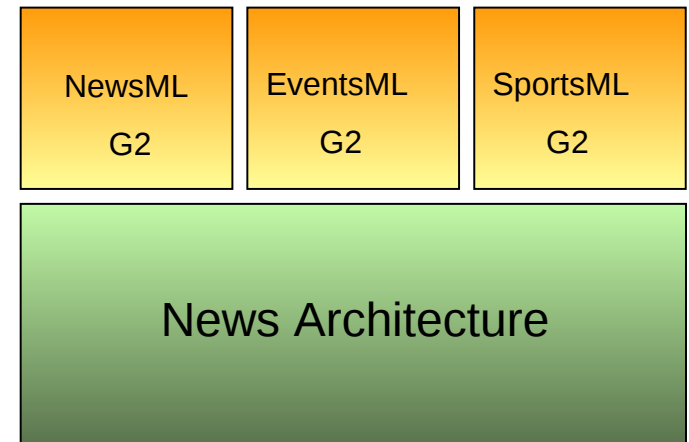 NewsML
G2
EventsML
G2
SportsML
G2
News Architecture